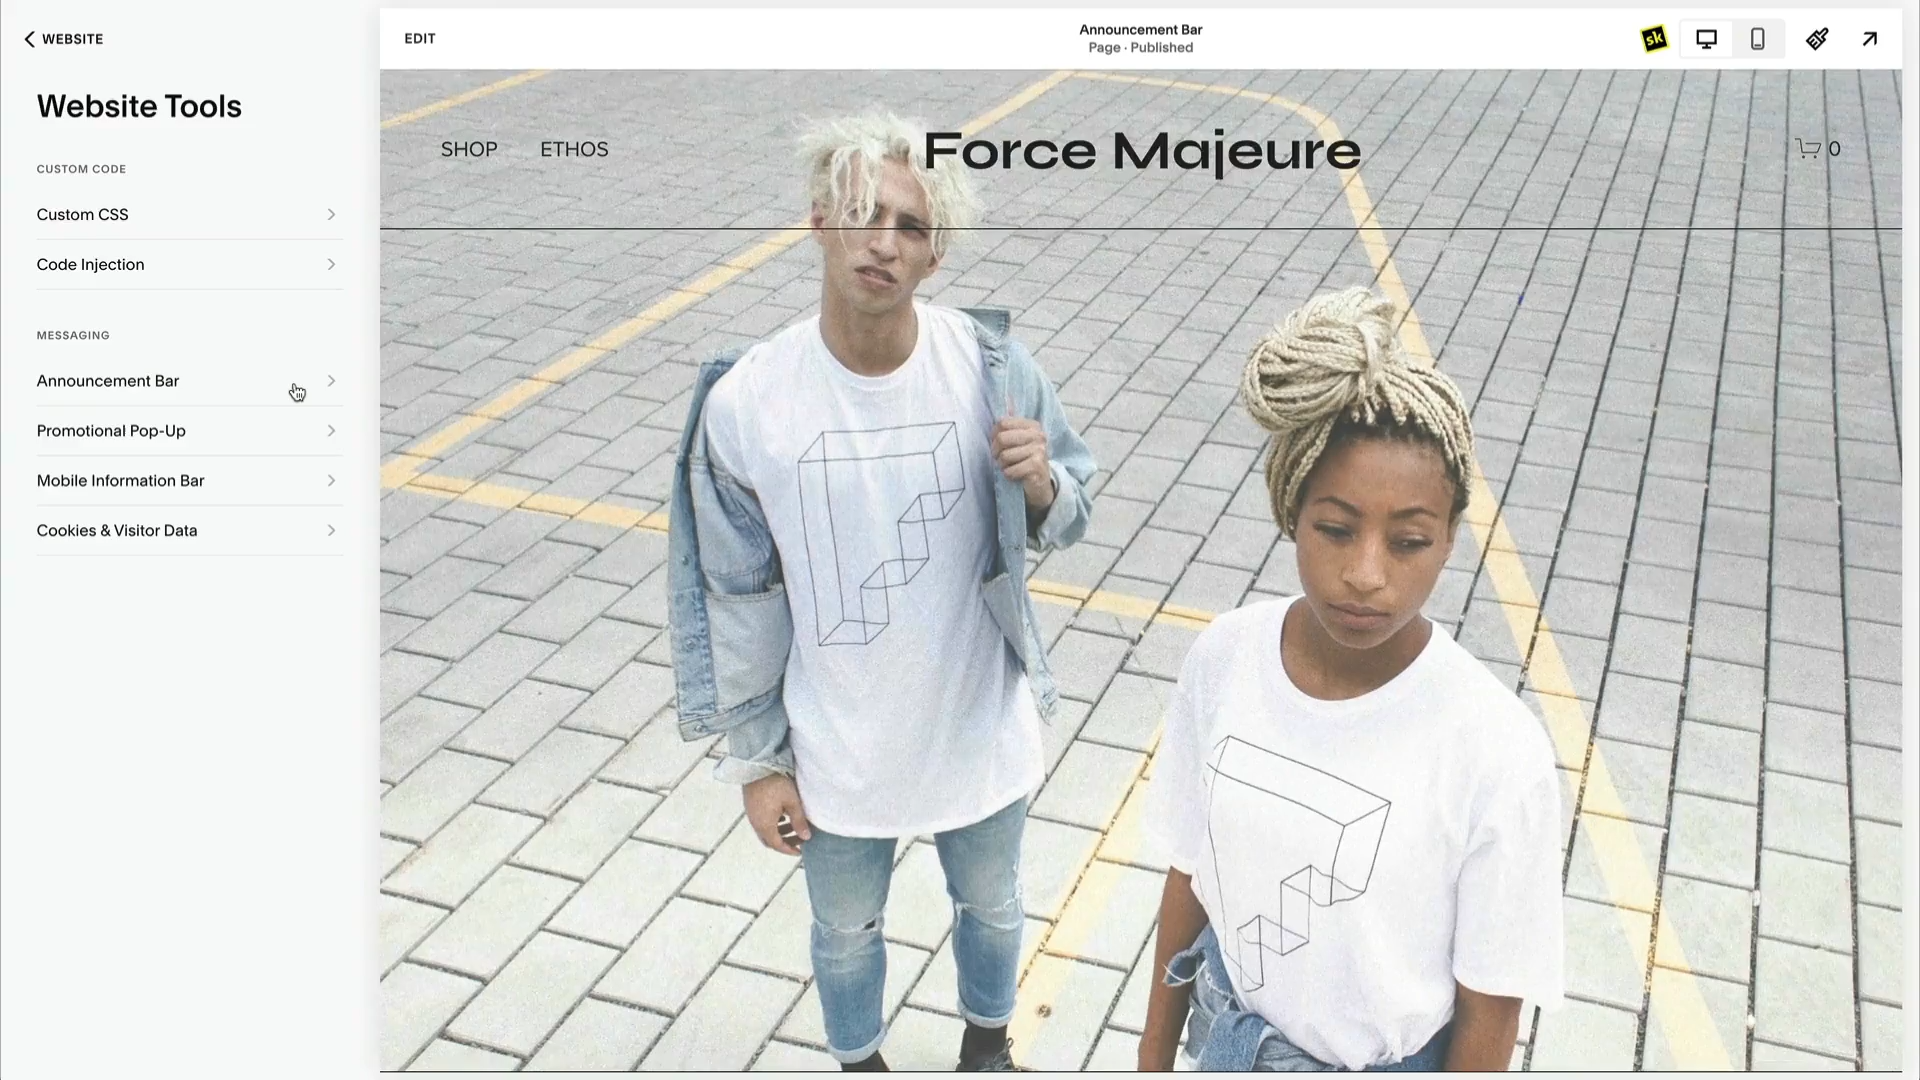 WEBSITE
Website Tools
CUSTOM CODE
Custom CSS
Code Injection
MESSAGING
Announcement Bar
Promotional Pop-Up
Mobile Information Bar
Cookies & Visitor Data
EDIT
Announcement Bar
Page · Published
sk
SHOP
ETHOS
Force Majeure
0